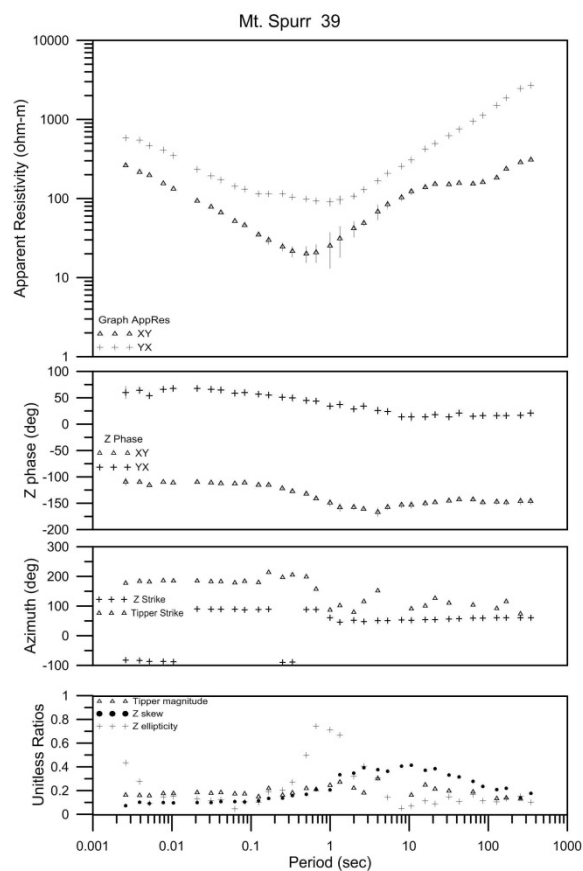 Mt. Spurr 39
10000
1000
100
10
1
Apparent Resistivity (ohm-m)
Graph AppRes
XY
YX
100
50
0
-50
-100
-150
-200
Z phase (deg)
Z Phase
XY
YX
300
200
100
0
-100
Azimuth (deg)
Z Strike
Tipper Strike
1
0.8
0.6
0.4
0.2
0
Unitless Ratios
Tipper magnitude
Z skew
Z ellipticity
0.001 0.01 0.1 1 10 100 1000
Period (sec)